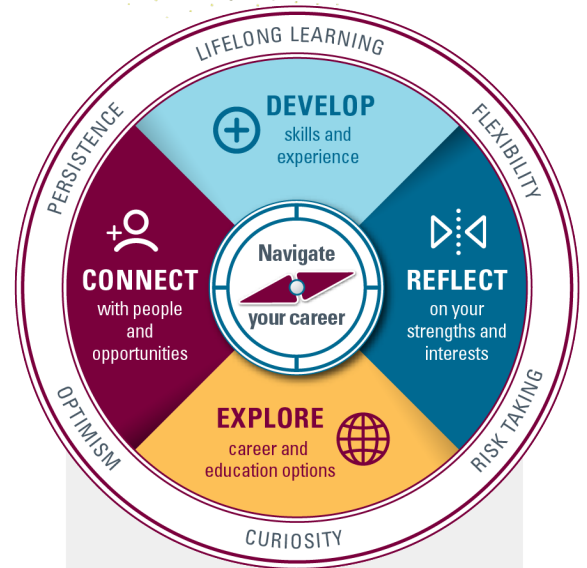 LIFELONG LEARNING
PERSISTENCE
FLEXIBILITY
DEVELOP
skills and
experience
CONNECT
with people
and
opportunities
Navigate
your career
REFLECT
on your
strengths and
interests
EXPLORE
career and
education options
OPTIMISM
RISK TAKING
CURIOSITY